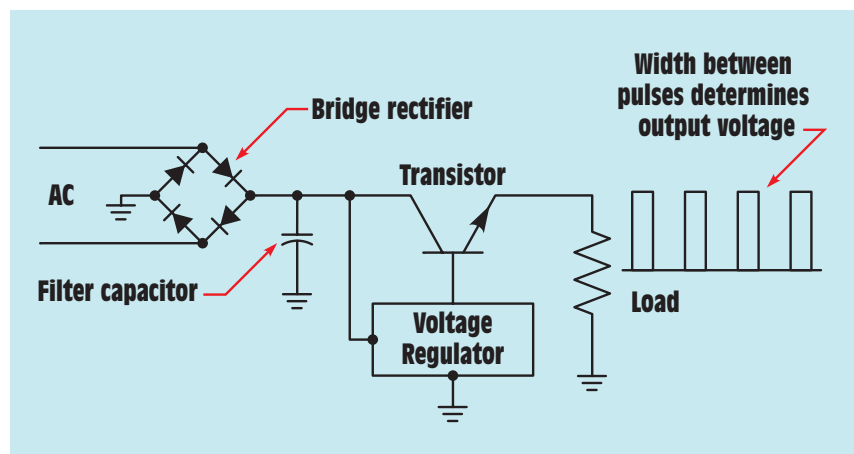 Width between
pulses determines
output voltage
Bridge rectifier
AC
Transistor
Filter capacitor
Load
Voltage
Regulator